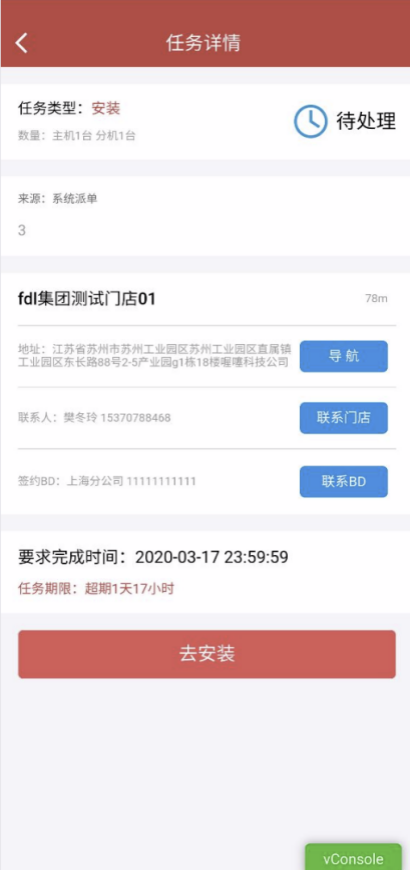 任务详情
任务类型：安装
待处理
数量：主机1台 分机1台
来源：系统派单
3
fdl集团测试门店01
78m
地址：江苏省苏州市苏州工业园区苏州工业园区直属镇
工业园区东长路88号2-5产业园g1栋18楼喔噻科技公司
导航
联系人：樊冬玲 15370788468
联系门店
签约BD：上海分公司 11111111111
联系BD
要求完成时间：2020-03-17 23:59:59
任务期限：超期1天17小时
去安装
vConsole